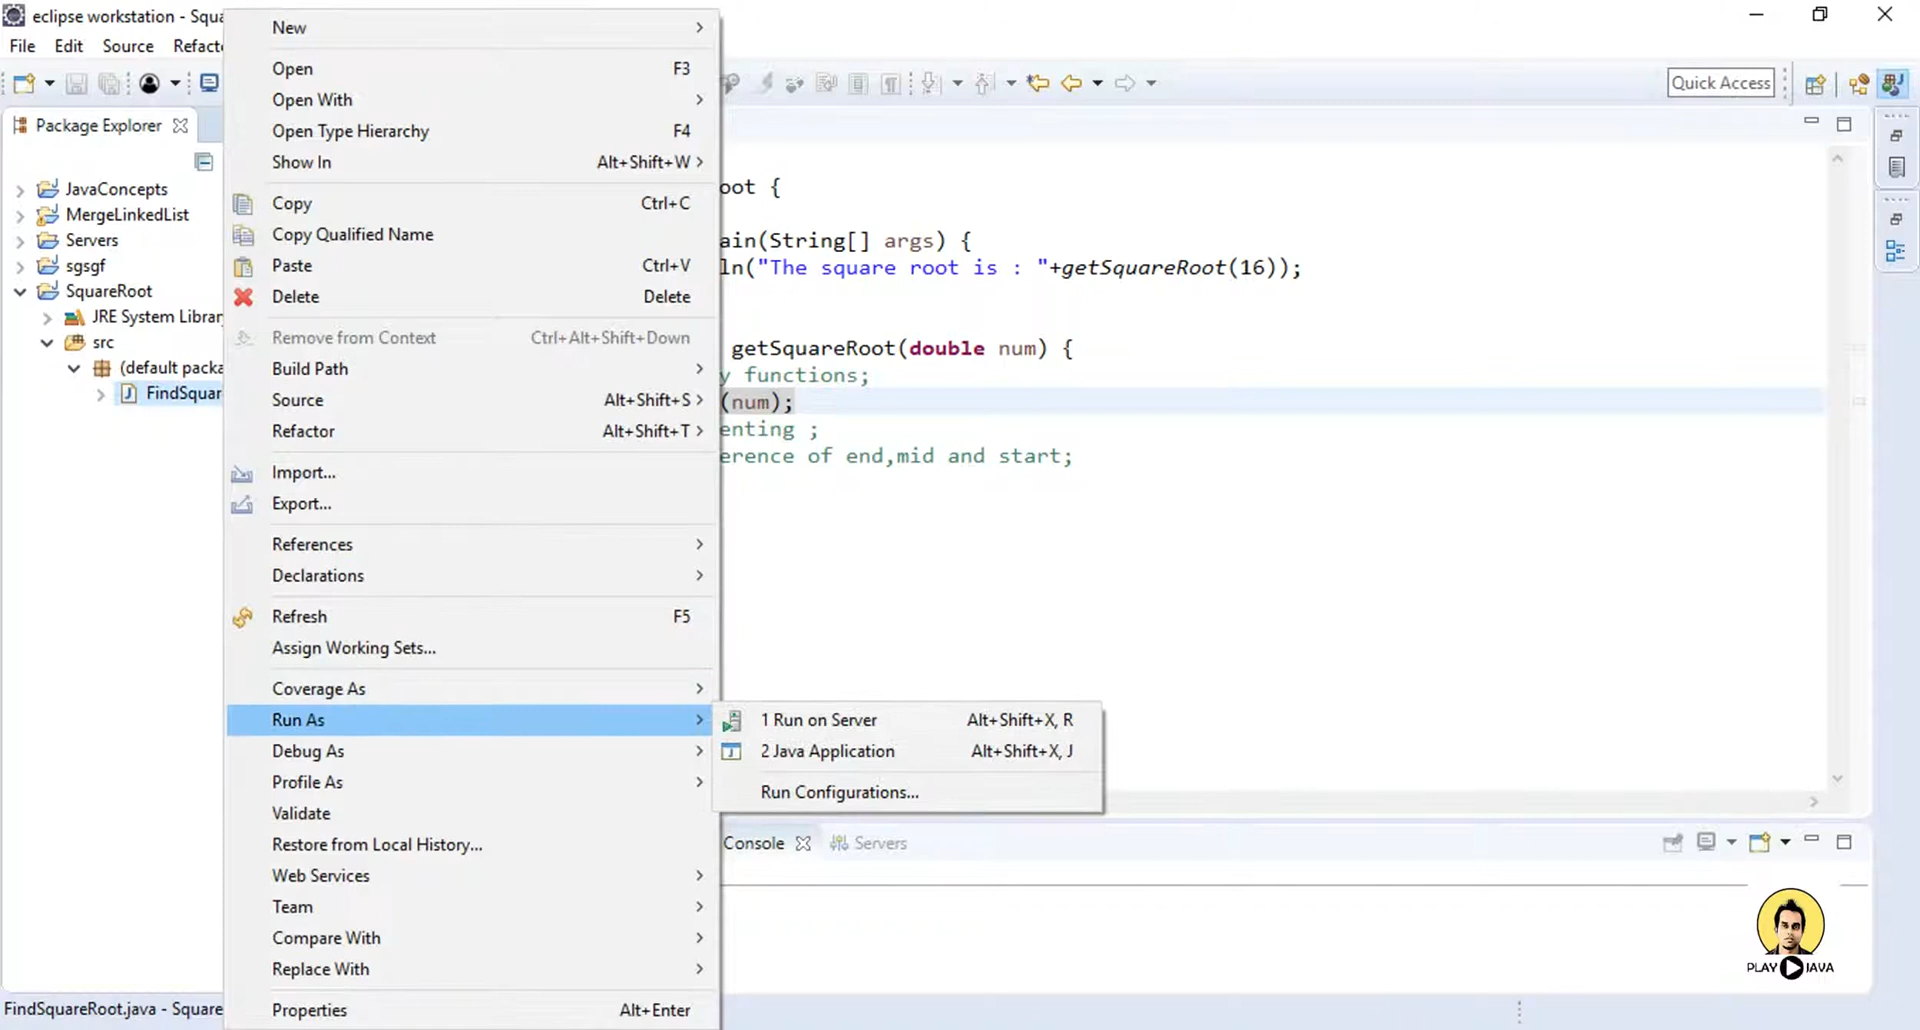 eclipse workstation - Squa
File Edit Source Refacto
Quick Access
Package Explorer
JavaConcepts
MergeLinkedList
Servers
sgsgf
SquareRoot
JRE System Library
src
(default packa
FindSquar
New
Open F3
Open With
Open Type Hierarchy F4
Show In Alt+Shift+W
Copy Ctrl+C
Copy Qualified Name
Paste Ctrl+V
Delete Delete
Remove from Context Ctrl+Alt+Shift+Down
Build Path
Source Alt+Shift+S
Refactor Alt+Shift+T
Import...
Export...
References
Declarations
Refresh F5
Assign Working Sets...
Coverage As
Run As
Debug As
Profile As
Validate
Restore from Local History...
Web Services
Team
Compare With
Replace With
Properties Alt+Enter
1 Run on Server Alt+Shift+X, R
2 Java Application Alt+Shift+X, J
Run Configurations...
oot {
ain(String[] args) {
ln("The square root is : "+getSquareRoot(16));
getSquareRoot(double num) {
y functions;
(num);
enting ;
erence of end,mid and start;
Console Servers
PLAY JAVA
FindSquareRoot.java - Square